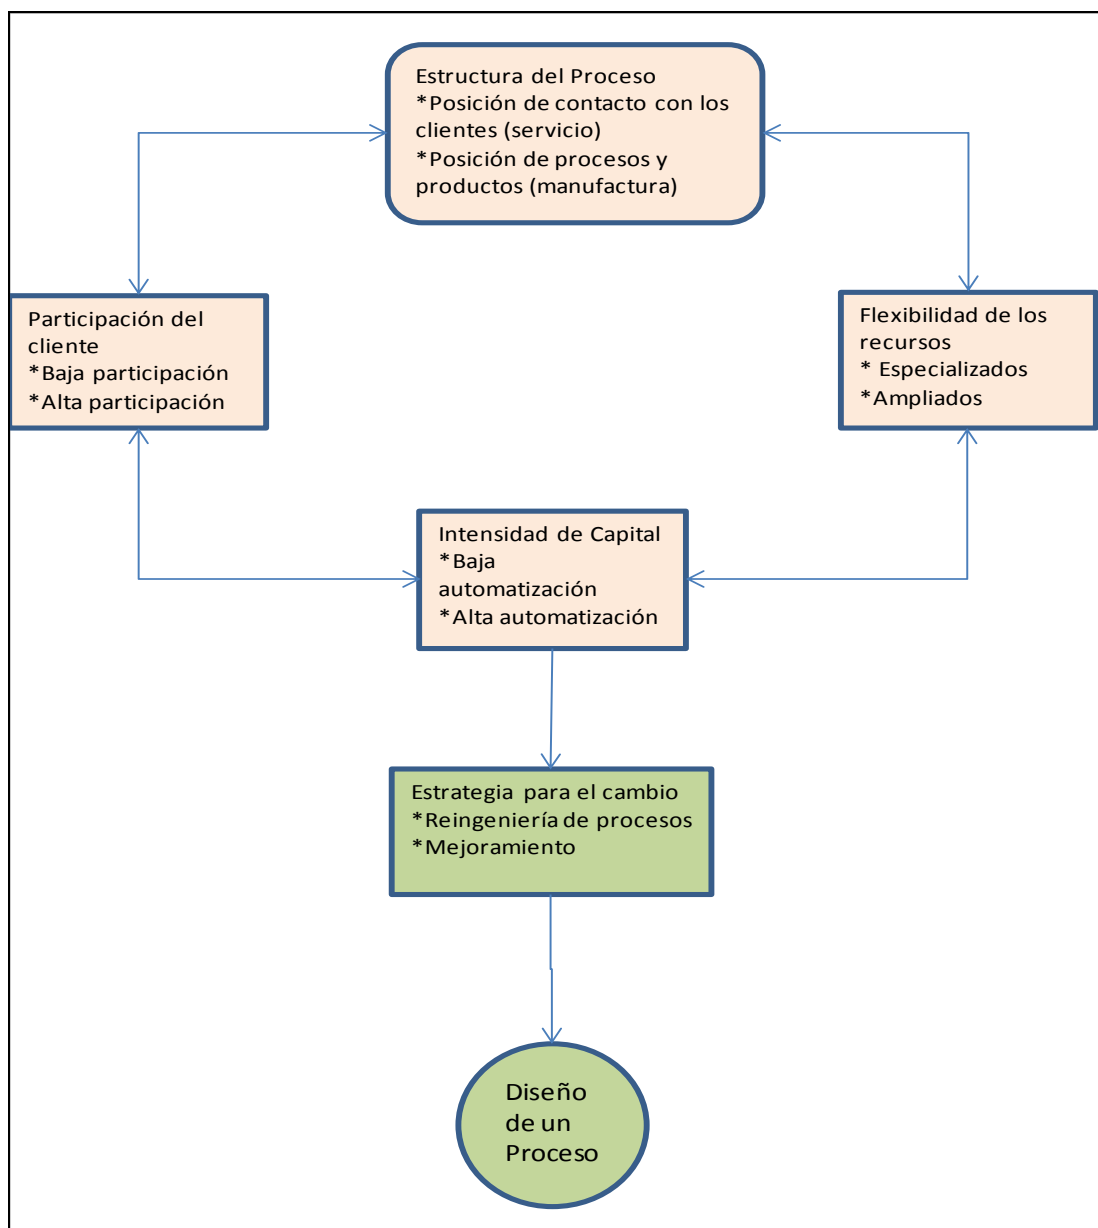 Estructura del Proceso
*Posición de contacto con los
clientes (servicio)
*Posición de procesos y
productos (manufactura)
Participación del
cliente
*Baja participación
*Alta participación
Flexibilidad de los
recursos
* Especializados
*Ampliados
Intensidad de Capital
*Baja
automatización
*Alta automatización
Estrategia para el cambio
*Reingeniería de procesos
*Mejoramiento
Diseño
de un
Proceso